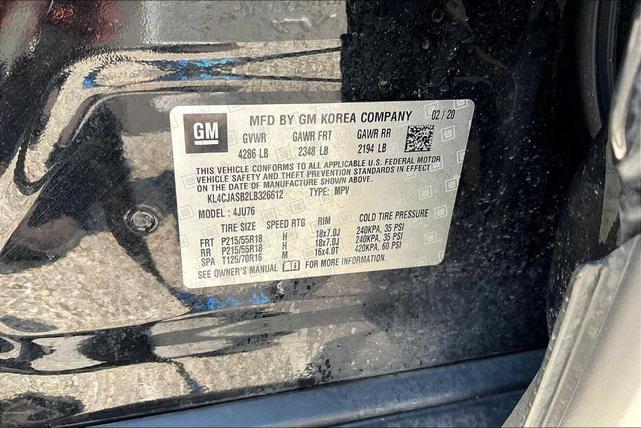 MFD BY GM KOREA COMPANY 02 / 20
GM
GVWR GAWR FRT GAWR RR
4286 LB 2348 LB 2194 LB
THIS VEHICLE CONFORMS TO ALL APPLICABLE U.S. FEDERAL MOTOR
VEHICLE SAFETY AND THEFT PREVENTION STANDARDS IN EFFECT
ON THE DATE OF MANUFACTURE SHOWN ABOVE.
KL4CJASB2LB326612 TYPE: MPV
MODEL: 4JU76
TIRE SIZE SPEED RTG RIM COLD TIRE PRESSURE
FRT P215/55R18 H 18x7.0J 240KPA, 35 PSI
RR P215/55R18 H 18x7.0J 240KPA, 35 PSI
SPA T125/70R16 M 16x4.0T 420KPA, 60 PSI
SEE OWNER'S MANUAL FOR MORE INFORMATION.